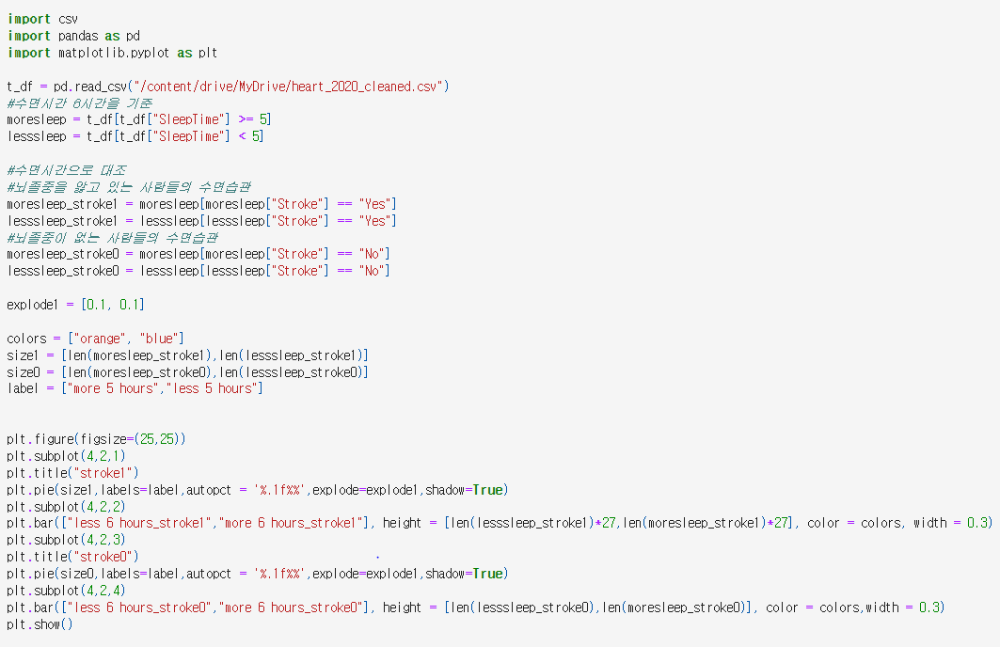 import csv
import pandas as pd
import matplotlib.pyplot as plt
t_df = pd.read_csv("/content/drive/MyDrive/heart_2020_cleaned.csv")
#수면시간 6시간을 기준
moresleep = t_df[t_df["SleepTime"] >= 5]
lesssleep = t_df[t_df["SleepTime"] < 5]
#수면시간으로 대조
#뇌졸중을 앓고 있는 사람들의 수면습관
moresleep_stroke1 = moresleep[moresleep["Stroke"] == "Yes"]
lesssleep_stroke1 = lesssleep[lesssleep["Stroke"] == "Yes"]
#뇌졸중이 없는 사람들의 수면습관
moresleep_stroke0 = moresleep[moresleep["Stroke"] == "No"]
lesssleep_stroke0 = lesssleep[lesssleep["Stroke"] == "No"]
explode1 = [0.1, 0.1]
colors = ["orange", "blue"]
size1 = [len(moresleep_stroke1),len(lesssleep_stroke1)]
size0 = [len(moresleep_stroke0),len(lesssleep_stroke0)]
label = ["more 5 hours","less 5 hours"]
plt.figure(figsize=(25,25))
plt.subplot(4,2,1)
plt.title("stroke1")
plt.pie(size1,labels=label,autopct = '%.1f%%',explode=explode1,shadow=True)
plt.subplot(4,2,2)
plt.bar(["less 6 hours_stroke1","more 6 hours_stroke1"], height = [len(lesssleep_stroke1)*27,len(moresleep_stroke1)*27], color = colors, width = 0.3)
plt.subplot(4,2,3)
plt.title("stroke0")
plt.pie(size0,labels=label,autopct = '%.1f%%',explode=explode1,shadow=True)
plt.subplot(4,2,4)
plt.bar(["less 6 hours_stroke0","more 6 hours_stroke0"], height = [len(lesssleep_stroke0),len(moresleep_stroke0)], color = colors,width = 0.3)
plt.show()